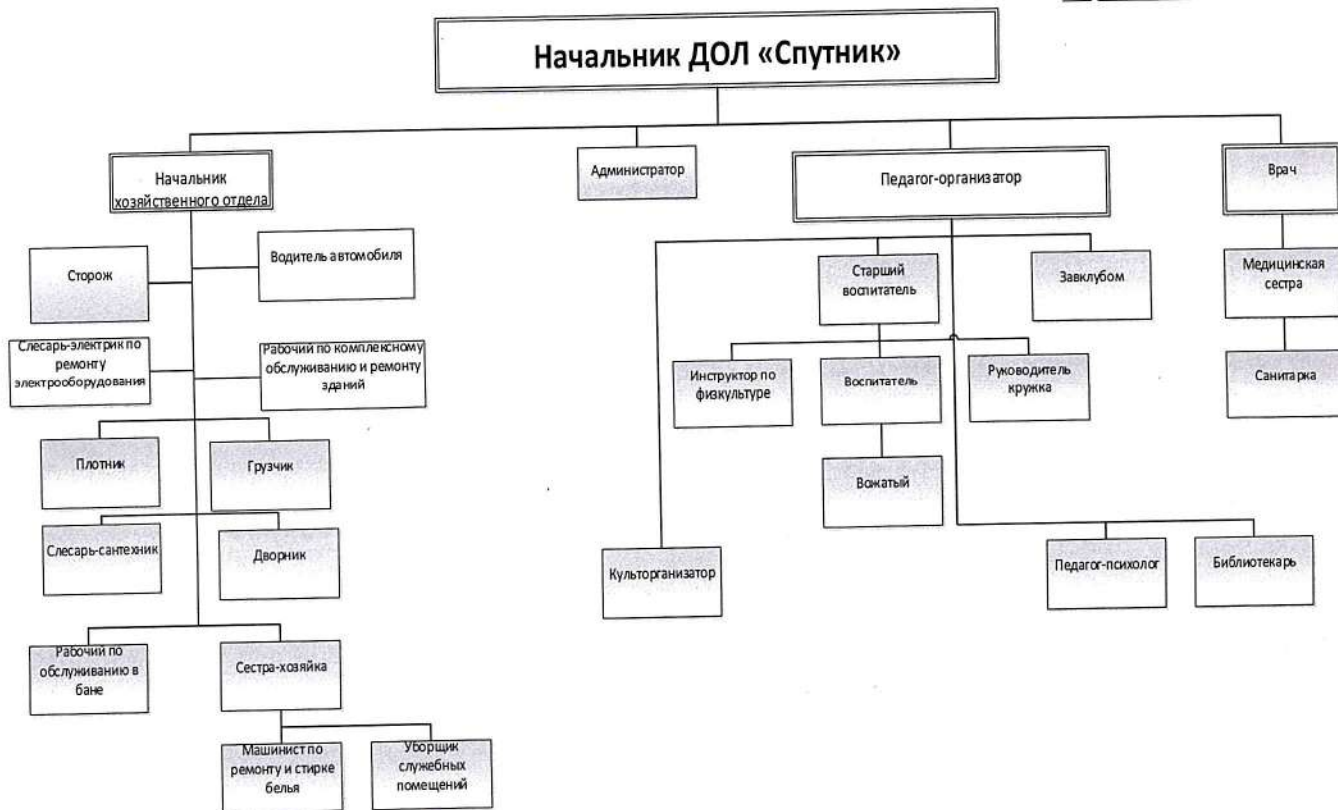 Начальник ДОЛ «Спутник»
Начальник
хозяйственного отдела
Администратор
Педагог-организатор
Врач
Сторож
Водитель автомобиля
Старший
воспитатель
Завклубом
Медицинская
сестра
Слесарь-электрик по
ремонту
электрооборудования
Рабочий по комплексному
обслуживанию и ремонту
зданий
Инструктор по
физкультуре
Воспитатель
Руководитель
кружка
Санитарка
Плотник
Грузчик
Вожатый
Слесарь-сантехник
Дворник
Культорганизатор
Педагог-психолог
Библиотекарь
Рабочий по
обслуживанию в
бане
Сестра-хозяйка
Машинист по
ремонту и стирке
белья
Уборщик
служебных
помещений